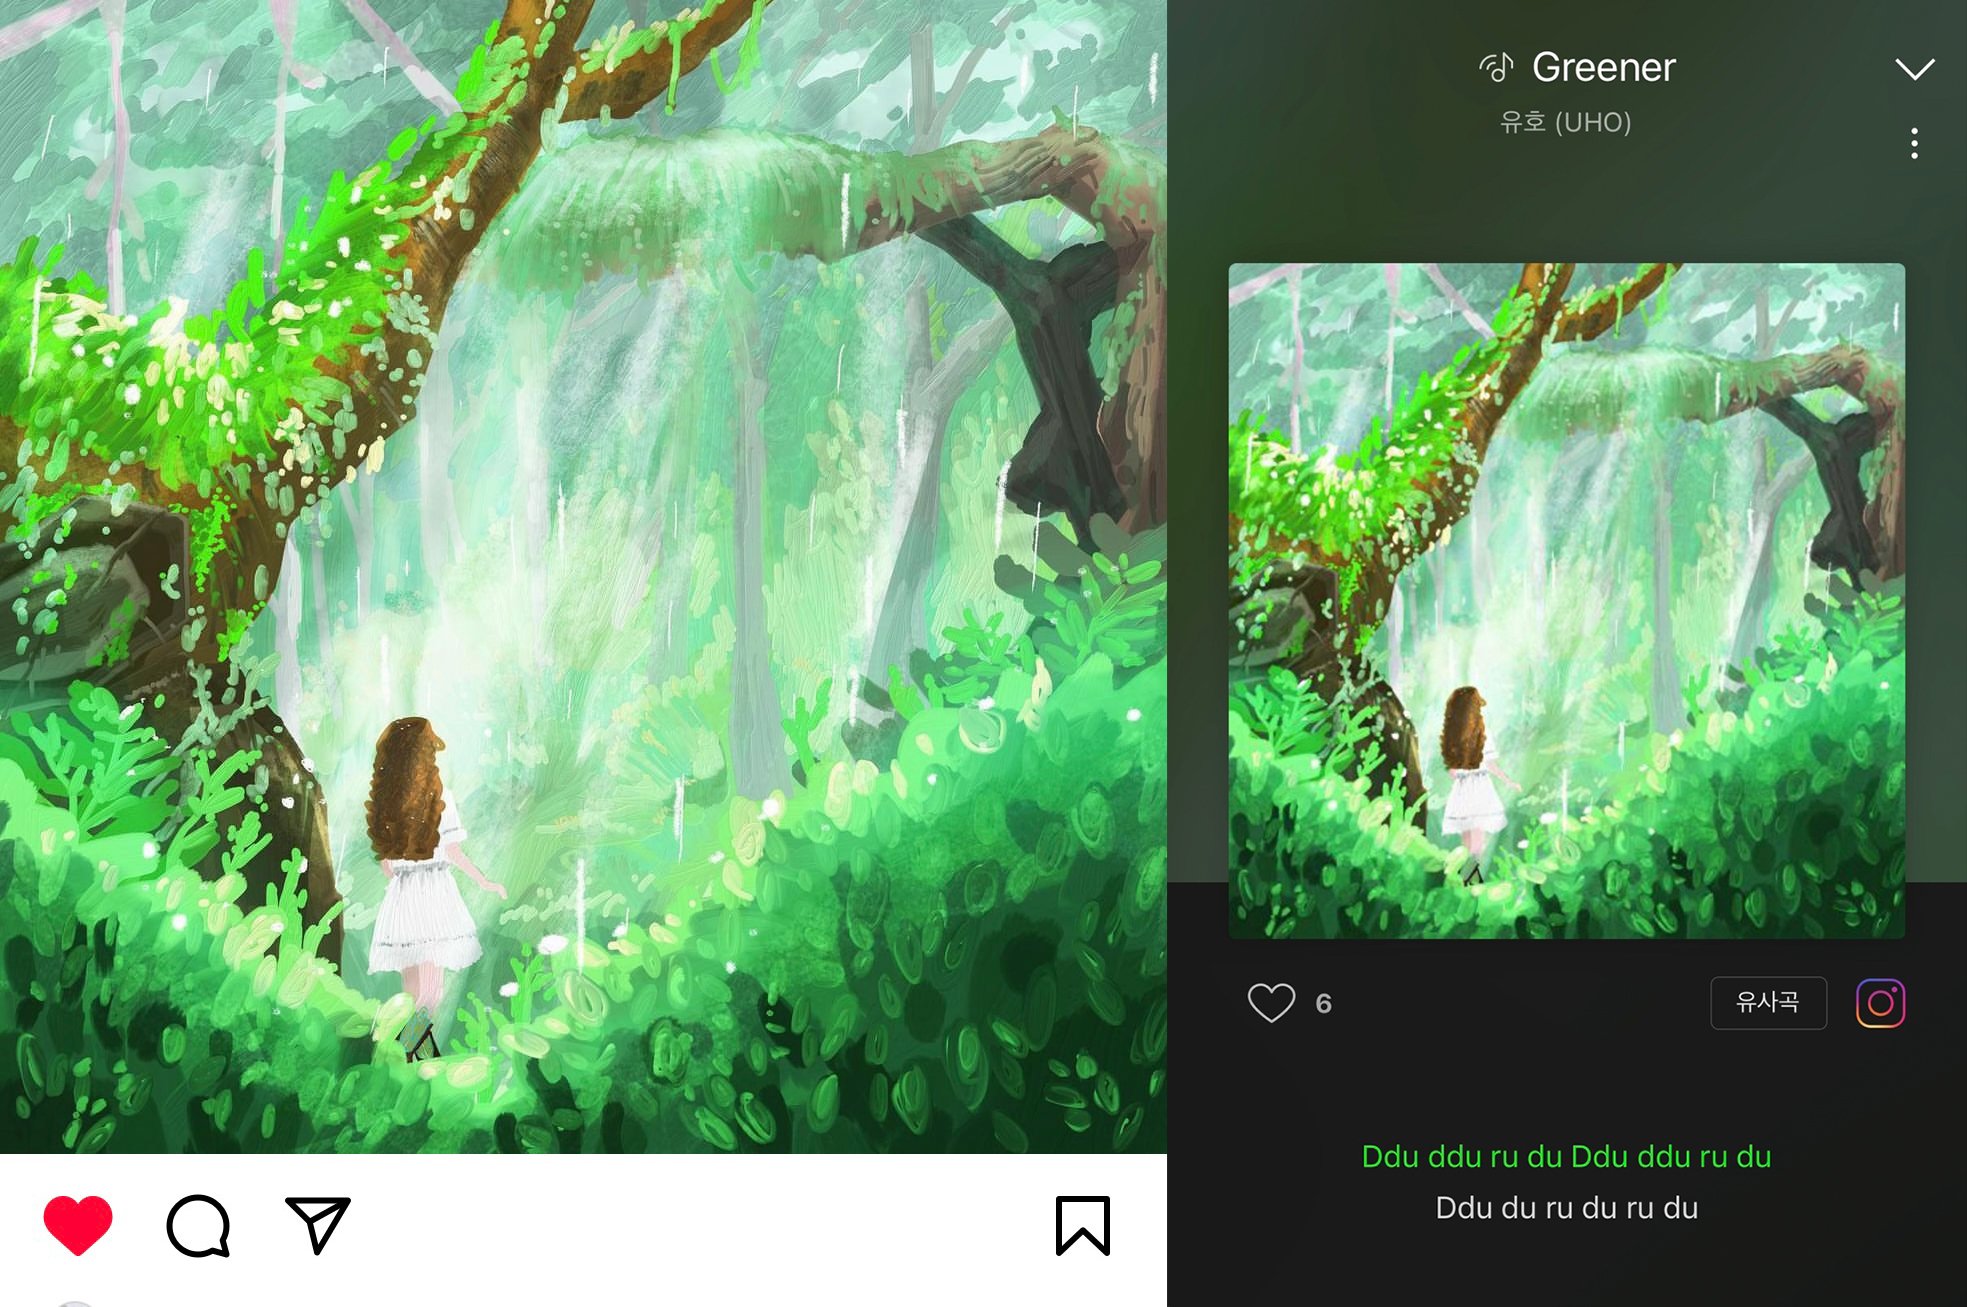 Greener
유호 (UHO)
6
유사곡
Ddu ddu ru du Ddu ddu ru du
Ddu du ru du ru du